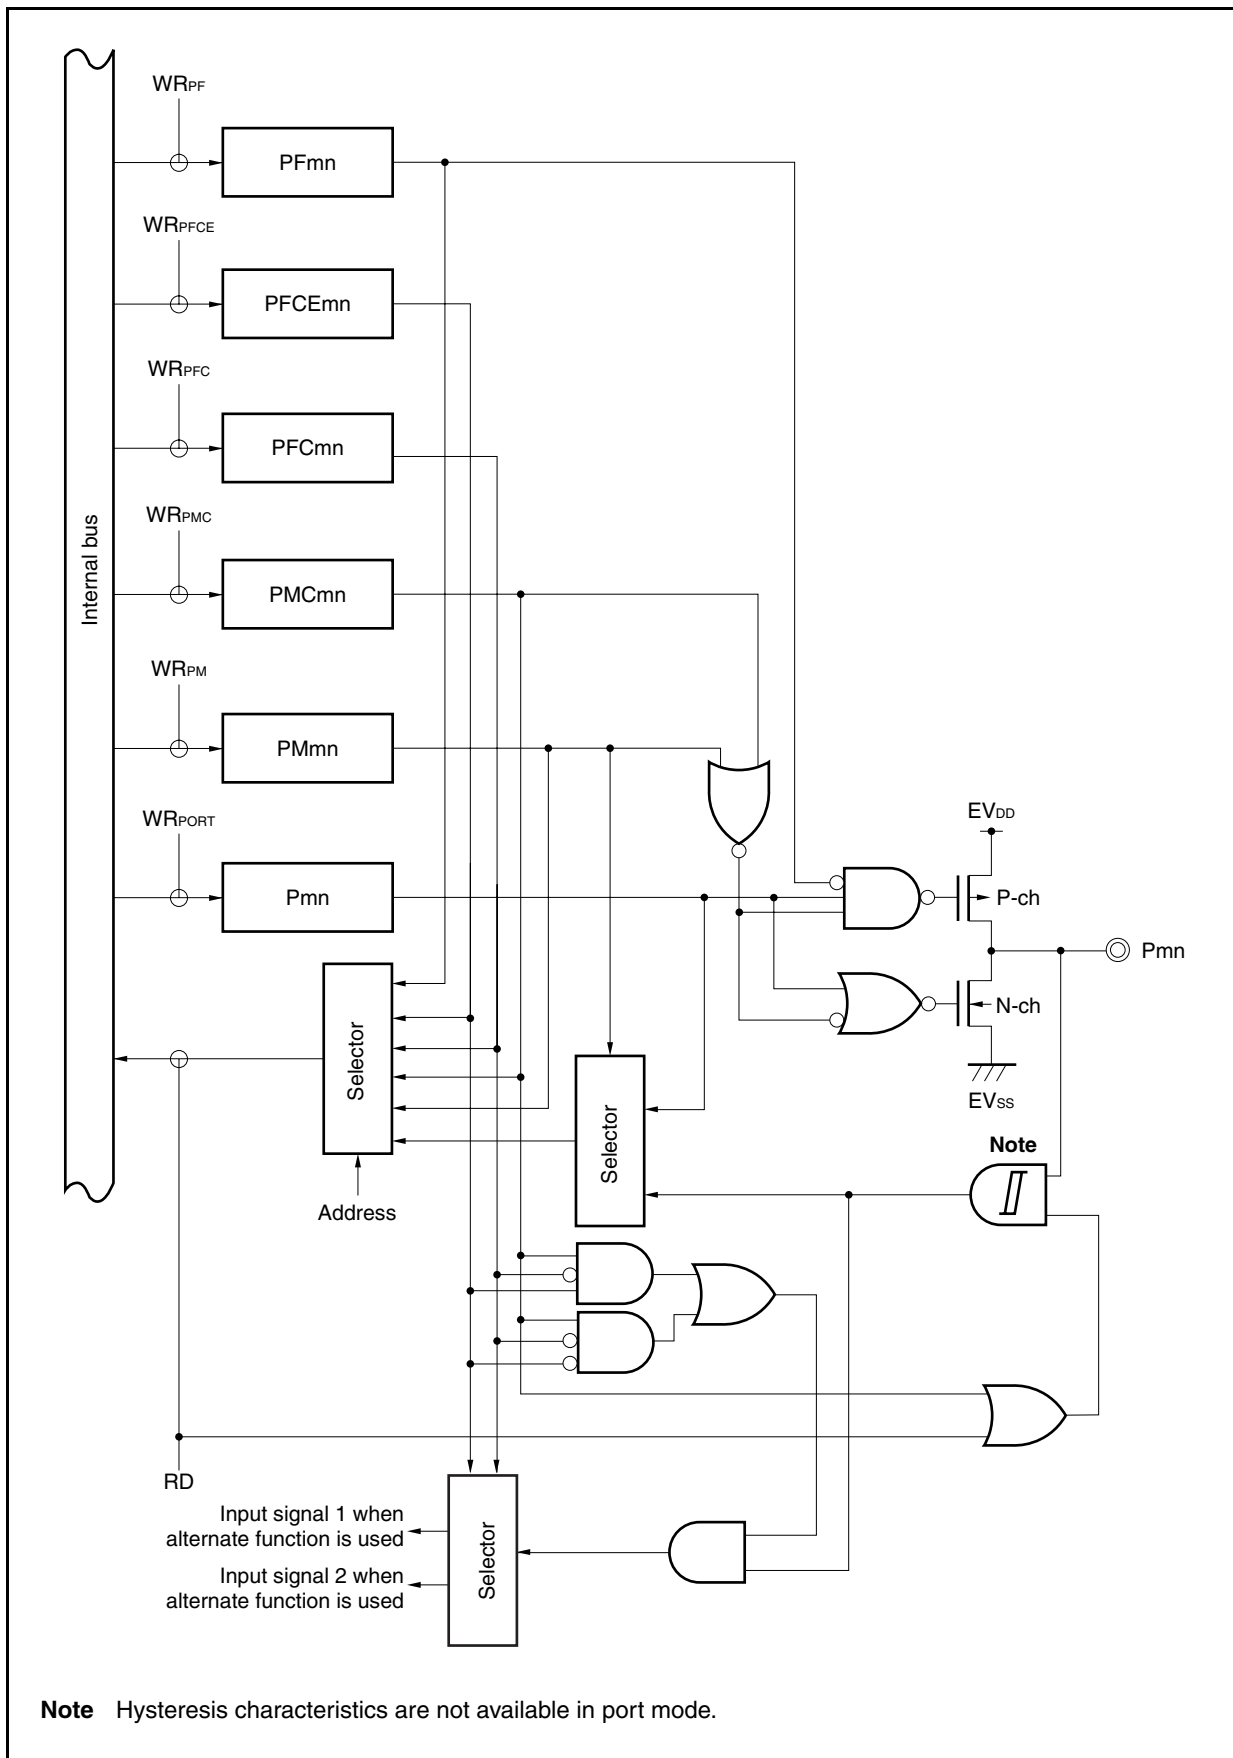 WRPF
PFmn
WRPFCE
PFCEmn
WRPFC
PFCmn
Internal bus
WRPMC
PMCmn
WRPM
PMmn
WRPORT
Pmn
EVDD
P-ch
Pmn
N-ch
EVSS
Selector
Selector
Note
Address
RD
Input signal 1 when
alternate function is used
Input signal 2 when
alternate function is used
Selector
Note Hysteresis characteristics are not available in port mode.